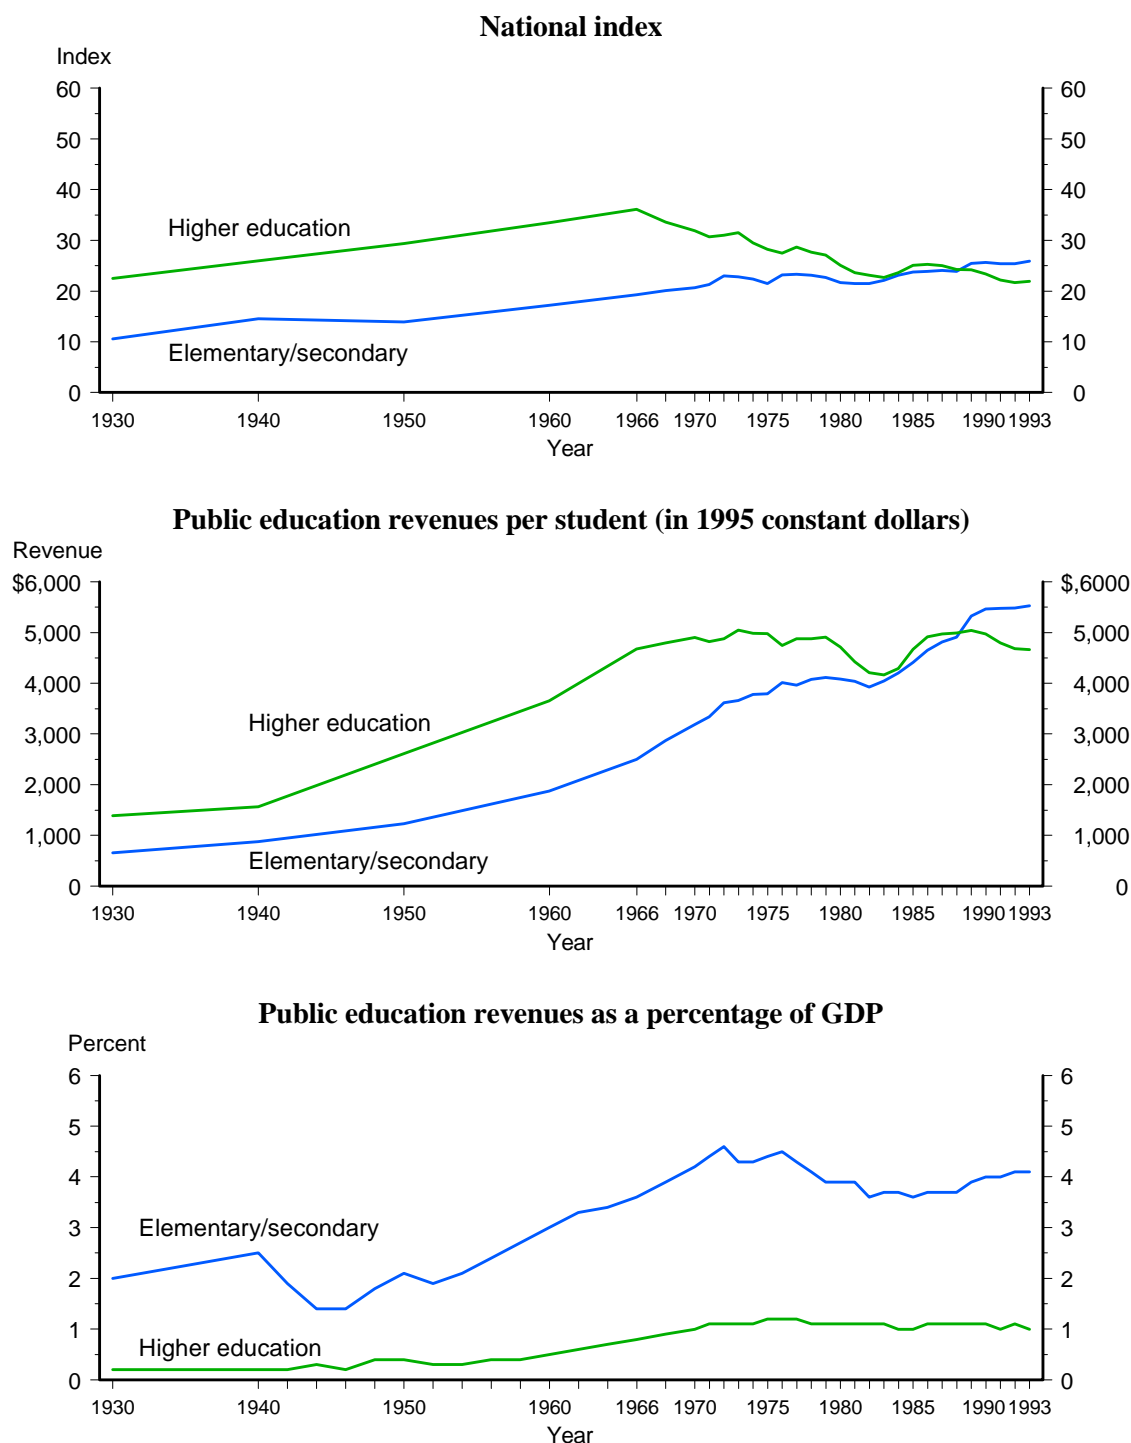 National index
Index
60 60
50 50
40 40
Higher education
30 30
20 20
10 10
Elementary/secondary
0 0
1930 1940 1950 1960 1966 1970 1975 1980 1985 1990 1993
Year
Public education revenues per student (in 1995 constant dollars)
Revenue
$6,000 $,6000
5,000 5,000
4,000 4,000
Higher education
3,000 3,000
2,000 2,000
1,000 1,000
Elementary/secondary
0 0
1930 1940 1950 1960 1966 1970 1975 1980 1985 1990 1993
Year
Public education revenues as a percentage of GDP
Percent
6 6
5 5
4 4
3 3
Elementary/secondary
2 2
1 1
Higher education
0 0
1930 1940 1950 1960 1966 1970 1975 1980 1985 1990 1993
Year